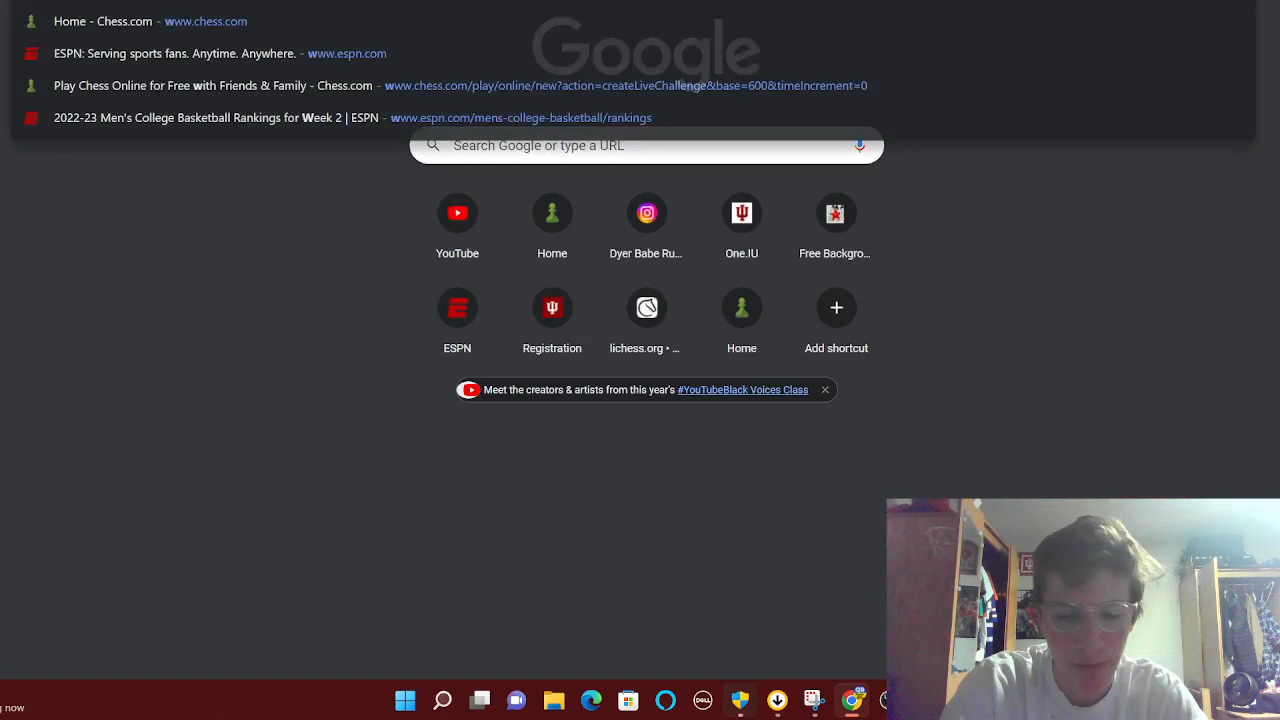 Home - Chess.com - www.chess.com
ESPN: Serving sports fans. Anytime. Anywhere. - www.espn.com
Play Chess Online for Free with Friends & Family - Chess.com - www.chess.com/play/online/new?action=createLiveChallenge&base=600&timeIncrement=0
2022-23 Men's College Basketball Rankings for Week 2 | ESPN - www.espn.com/mens-college-basketball/rankings
Google
Search Google or type a URL
YouTube
Home
Dyer Babe Ru...
One.IU
Free Backgro...
ESPN
Registration
lichess.org • ...
Home
Add shortcut
Meet the creators & artists from this year's #YouTubeBlack Voices Class
g now
DELL
QB